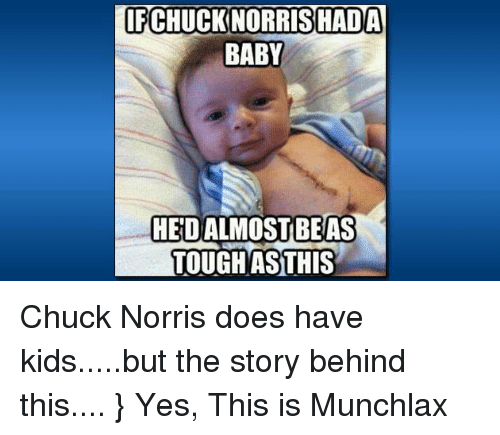 IF CHUCK NORRIS HAD A
BABY
HE'D ALMOST BE AS
TOUGH AS THIS
Chuck Norris does have
kids.....but the story behind
this.... } Yes, This is Munchlax